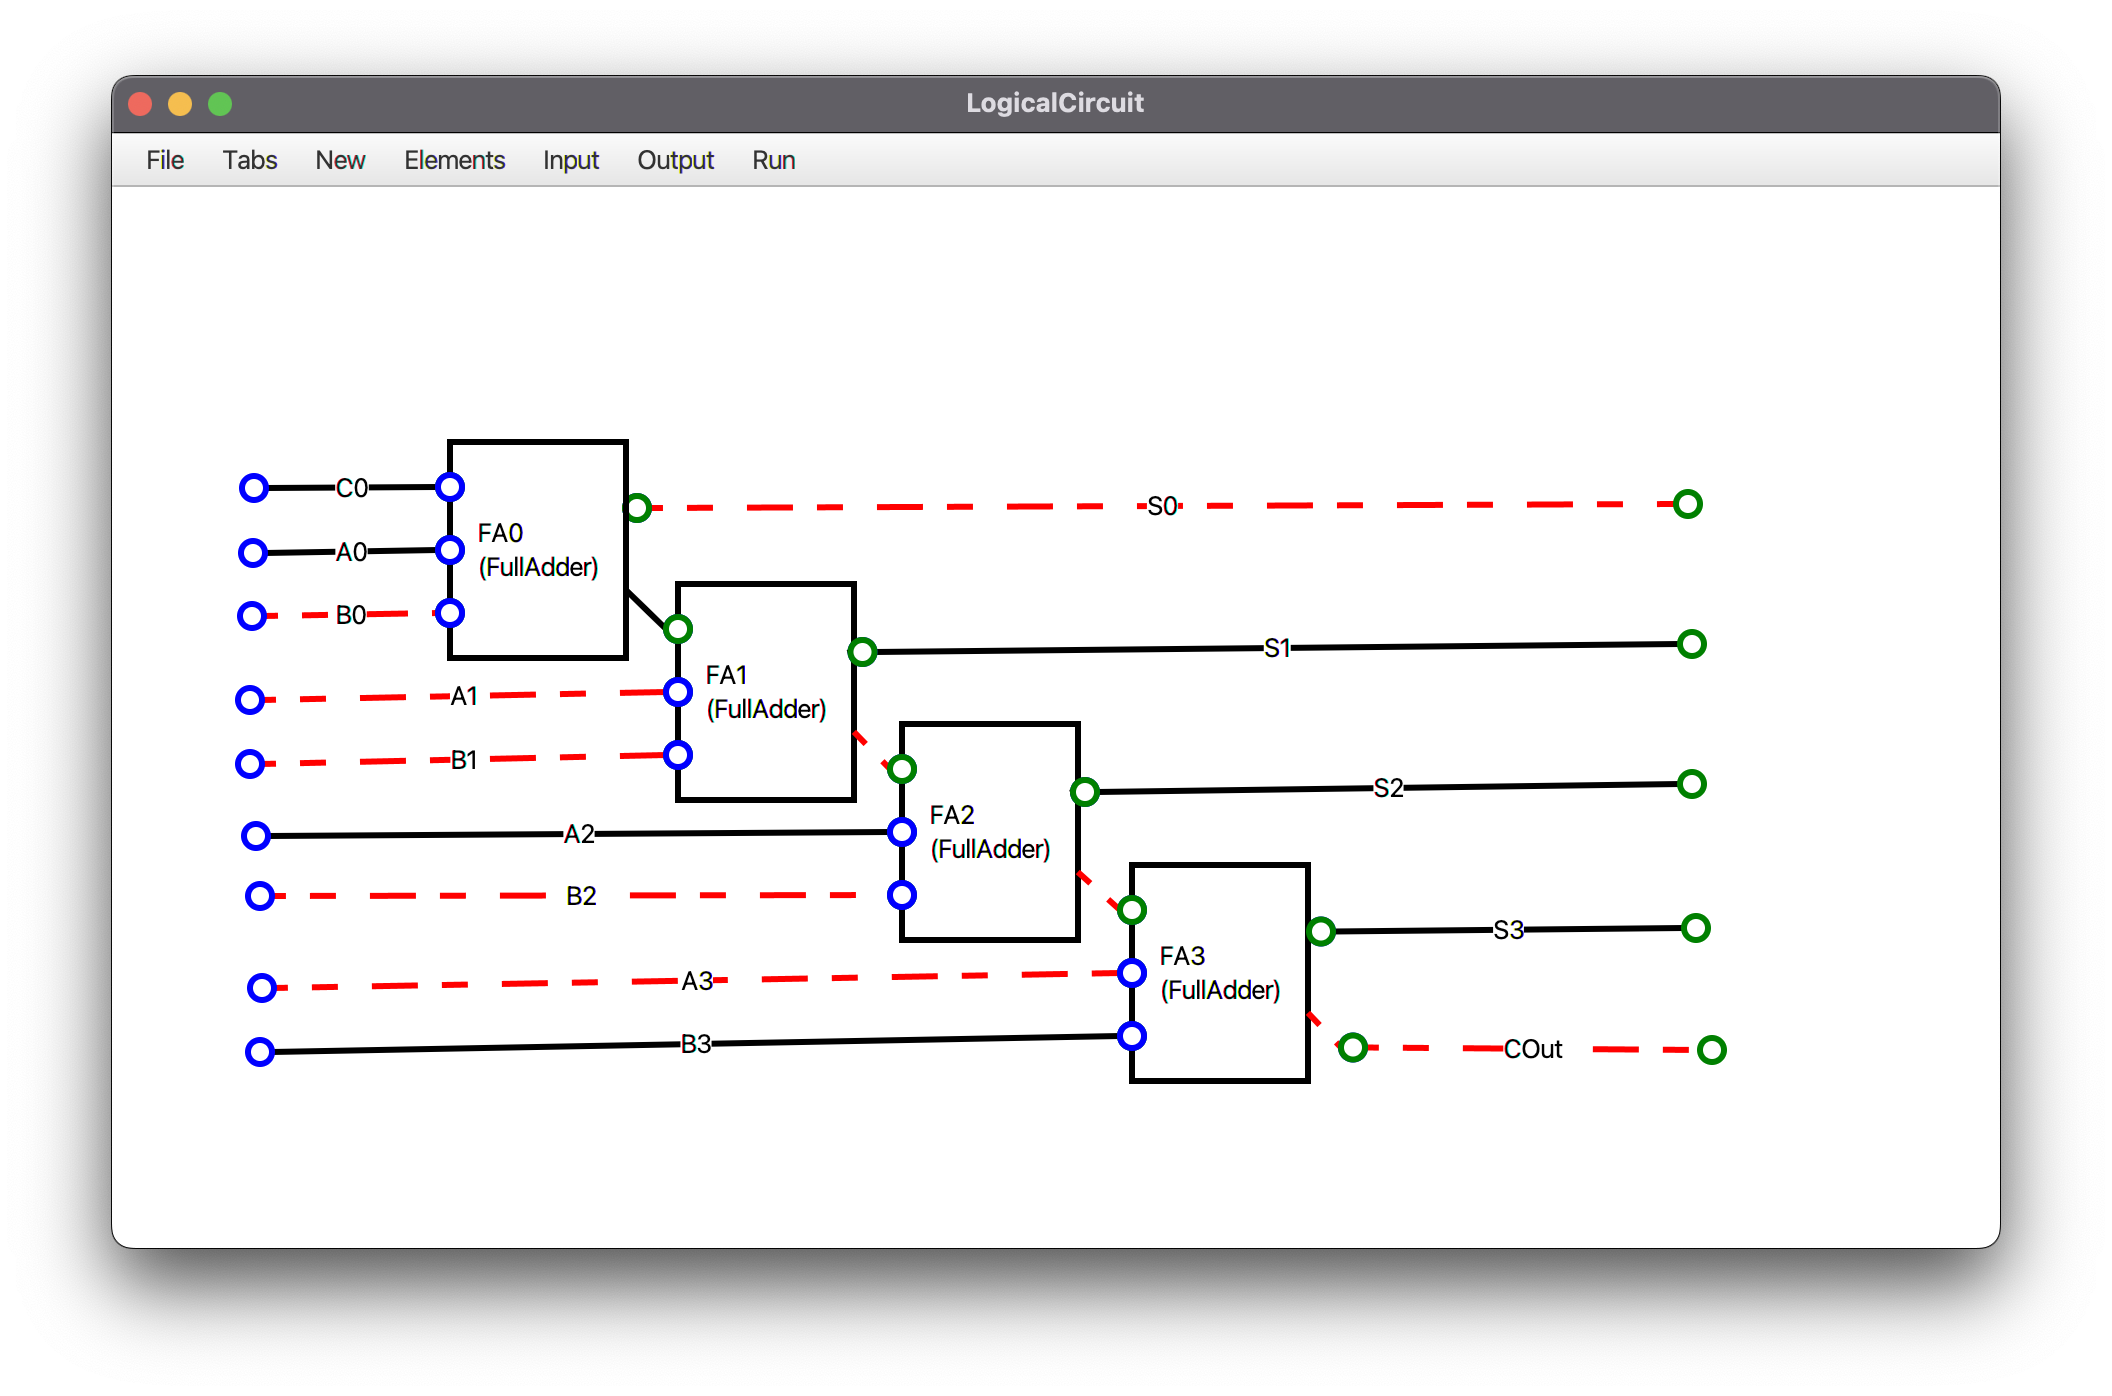 LogicalCircuit
File Tabs New Elements Input Output Run
C0
A0
B0
FA0
(FullAdder)
S0
A1
B1
FA1
(FullAdder)
S1
A2
B2
FA2
(FullAdder)
S2
A3
B3
FA3
(FullAdder)
S3
COut